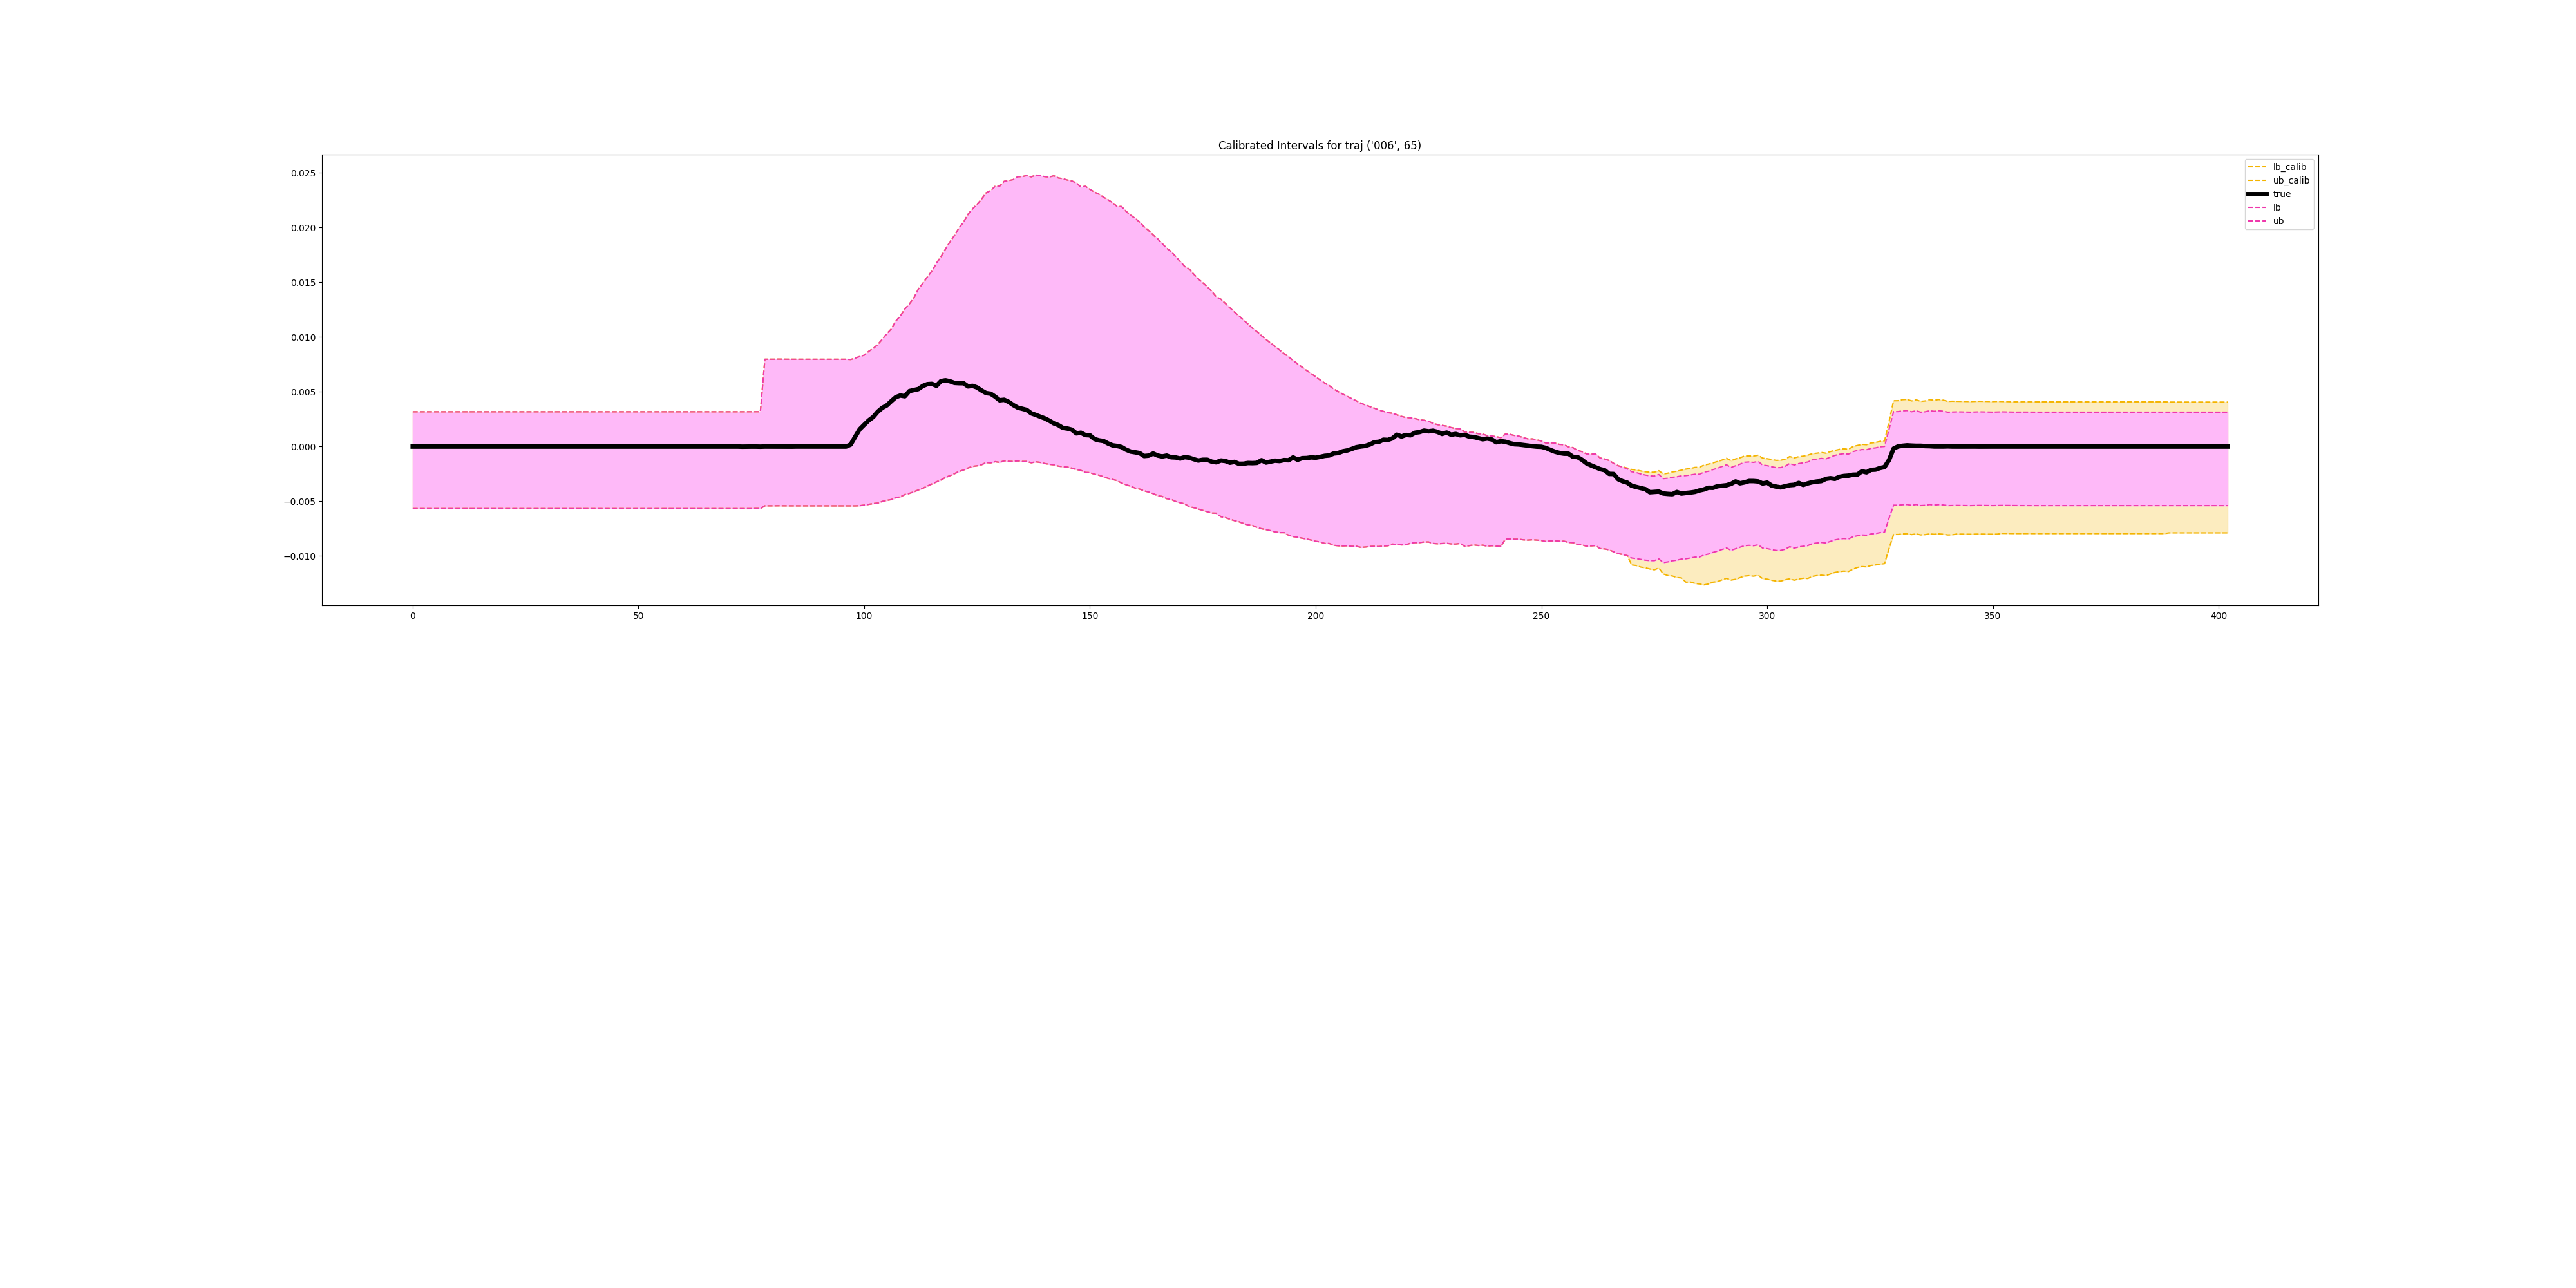 Calibrated Intervals for traj ('006', 65)
lb_calib
ub_calib
true
lb
ub
0.025
0.020
0.015
0.010
0.005
0.000
−0.005
−0.010
0 50 100 150 200 250 300 350 400